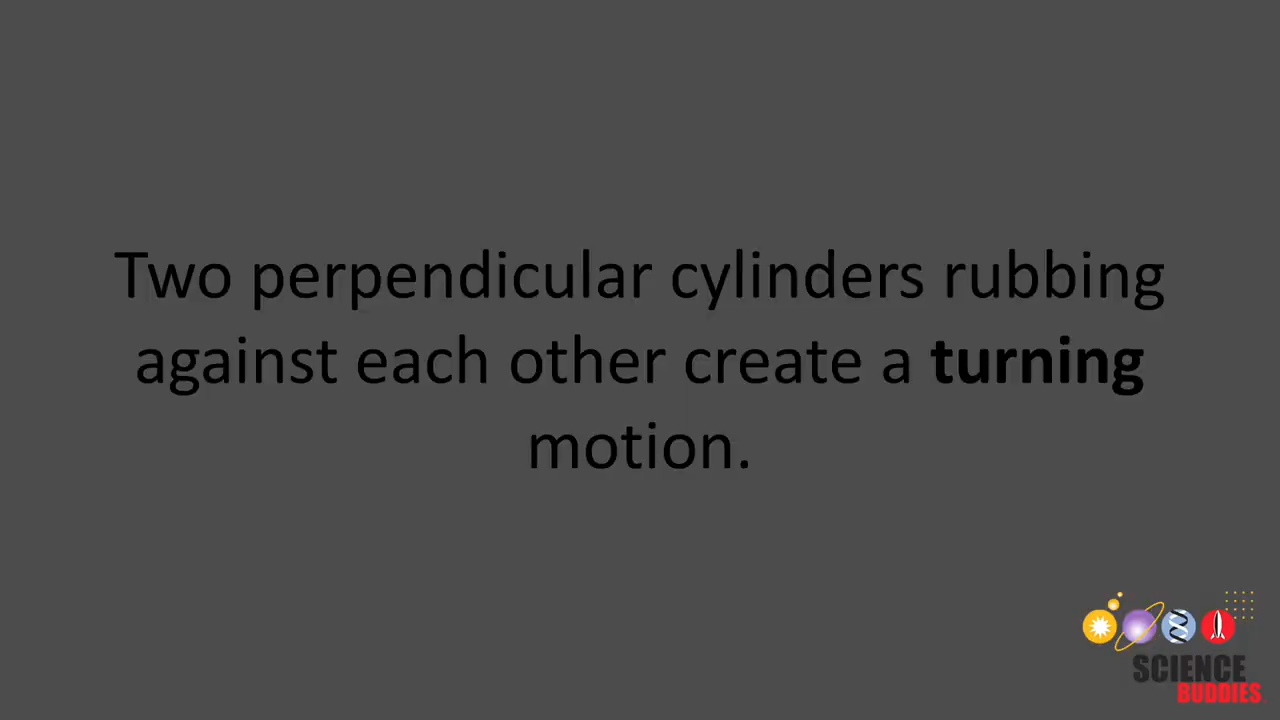 Two perpendicular cylinders rubbing
against each other create a turning
motion.
SCIENCE
BUDDIES